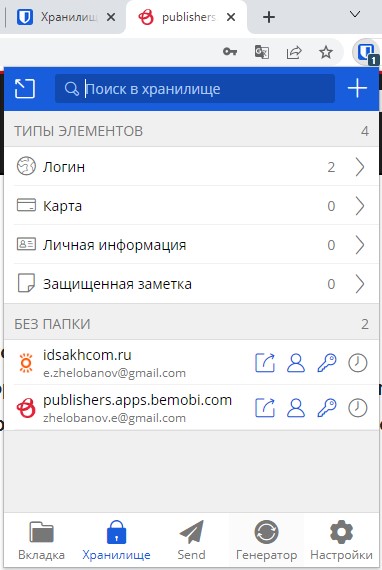 Хранилищ
publishers.
1
Поиск в хранилище
ТИПЫ ЭЛЕМЕНТОВ 4
Логин 2
Карта 0
Личная информация 0
Защищенная заметка 0
БЕЗ ПАПКИ 2
idsakhcom.ru
e.zhelobanov@gmail.com
publishers.apps.bemobi.com
zhelobanov.e@gmail.com
Вкладка Хранилище Send Генератор Настройки